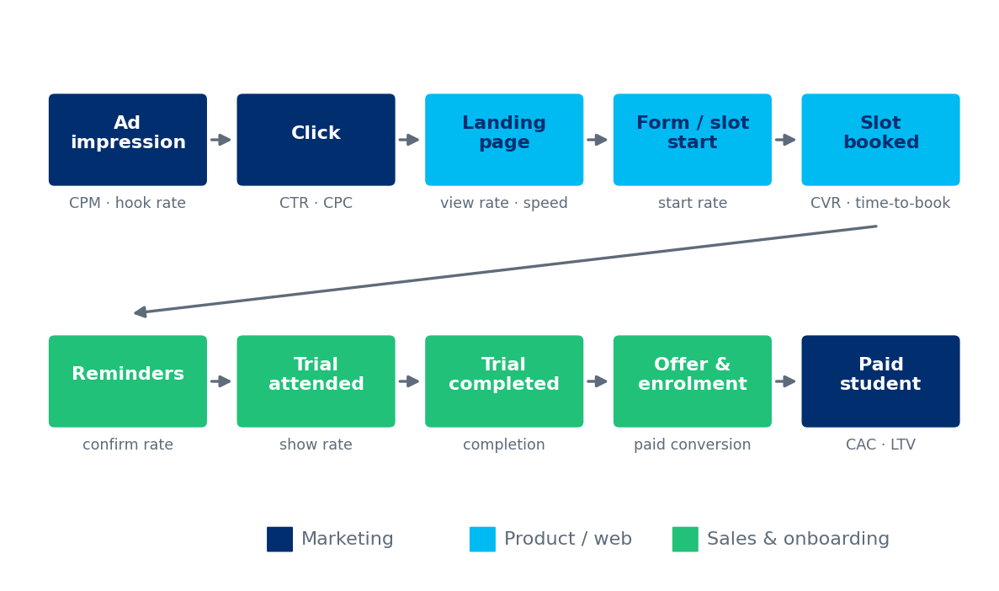 Ad
impression
Click
Landing
page
Form / slot
start
Slot
booked
CPM · hook rate
CTR · CPC
view rate · speed
start rate
CVR · time-to-book
Reminders
Trial
attended
Trial
completed
Offer &
enrolment
Paid
student
confirm rate
show rate
completion
paid conversion
CAC · LTV
Marketing
Product / web
Sales & onboarding